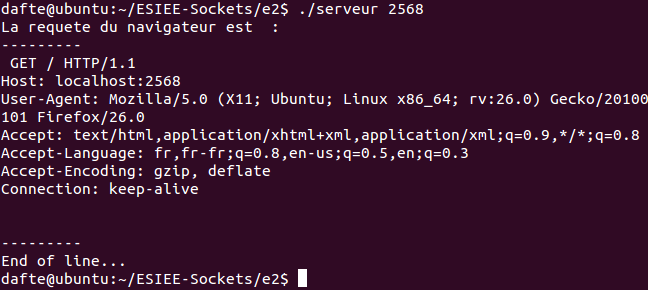 dafte@ubuntu:~/ESIEE-Sockets/e2$ ./serveur 2568
La requete du navigateur est  :
---------
 GET / HTTP/1.1
Host: localhost:2568
User-Agent: Mozilla/5.0 (X11; Ubuntu; Linux x86_64; rv:26.0) Gecko/20100
101 Firefox/26.0
Accept: text/html,application/xhtml+xml,application/xml;q=0.9,*/*;q=0.8
Accept-Language: fr,fr-fr;q=0.8,en-us;q=0.5,en;q=0.3
Accept-Encoding: gzip, deflate
Connection: keep-alive
---------
End of line...
dafte@ubuntu:~/ESIEE-Sockets/e2$